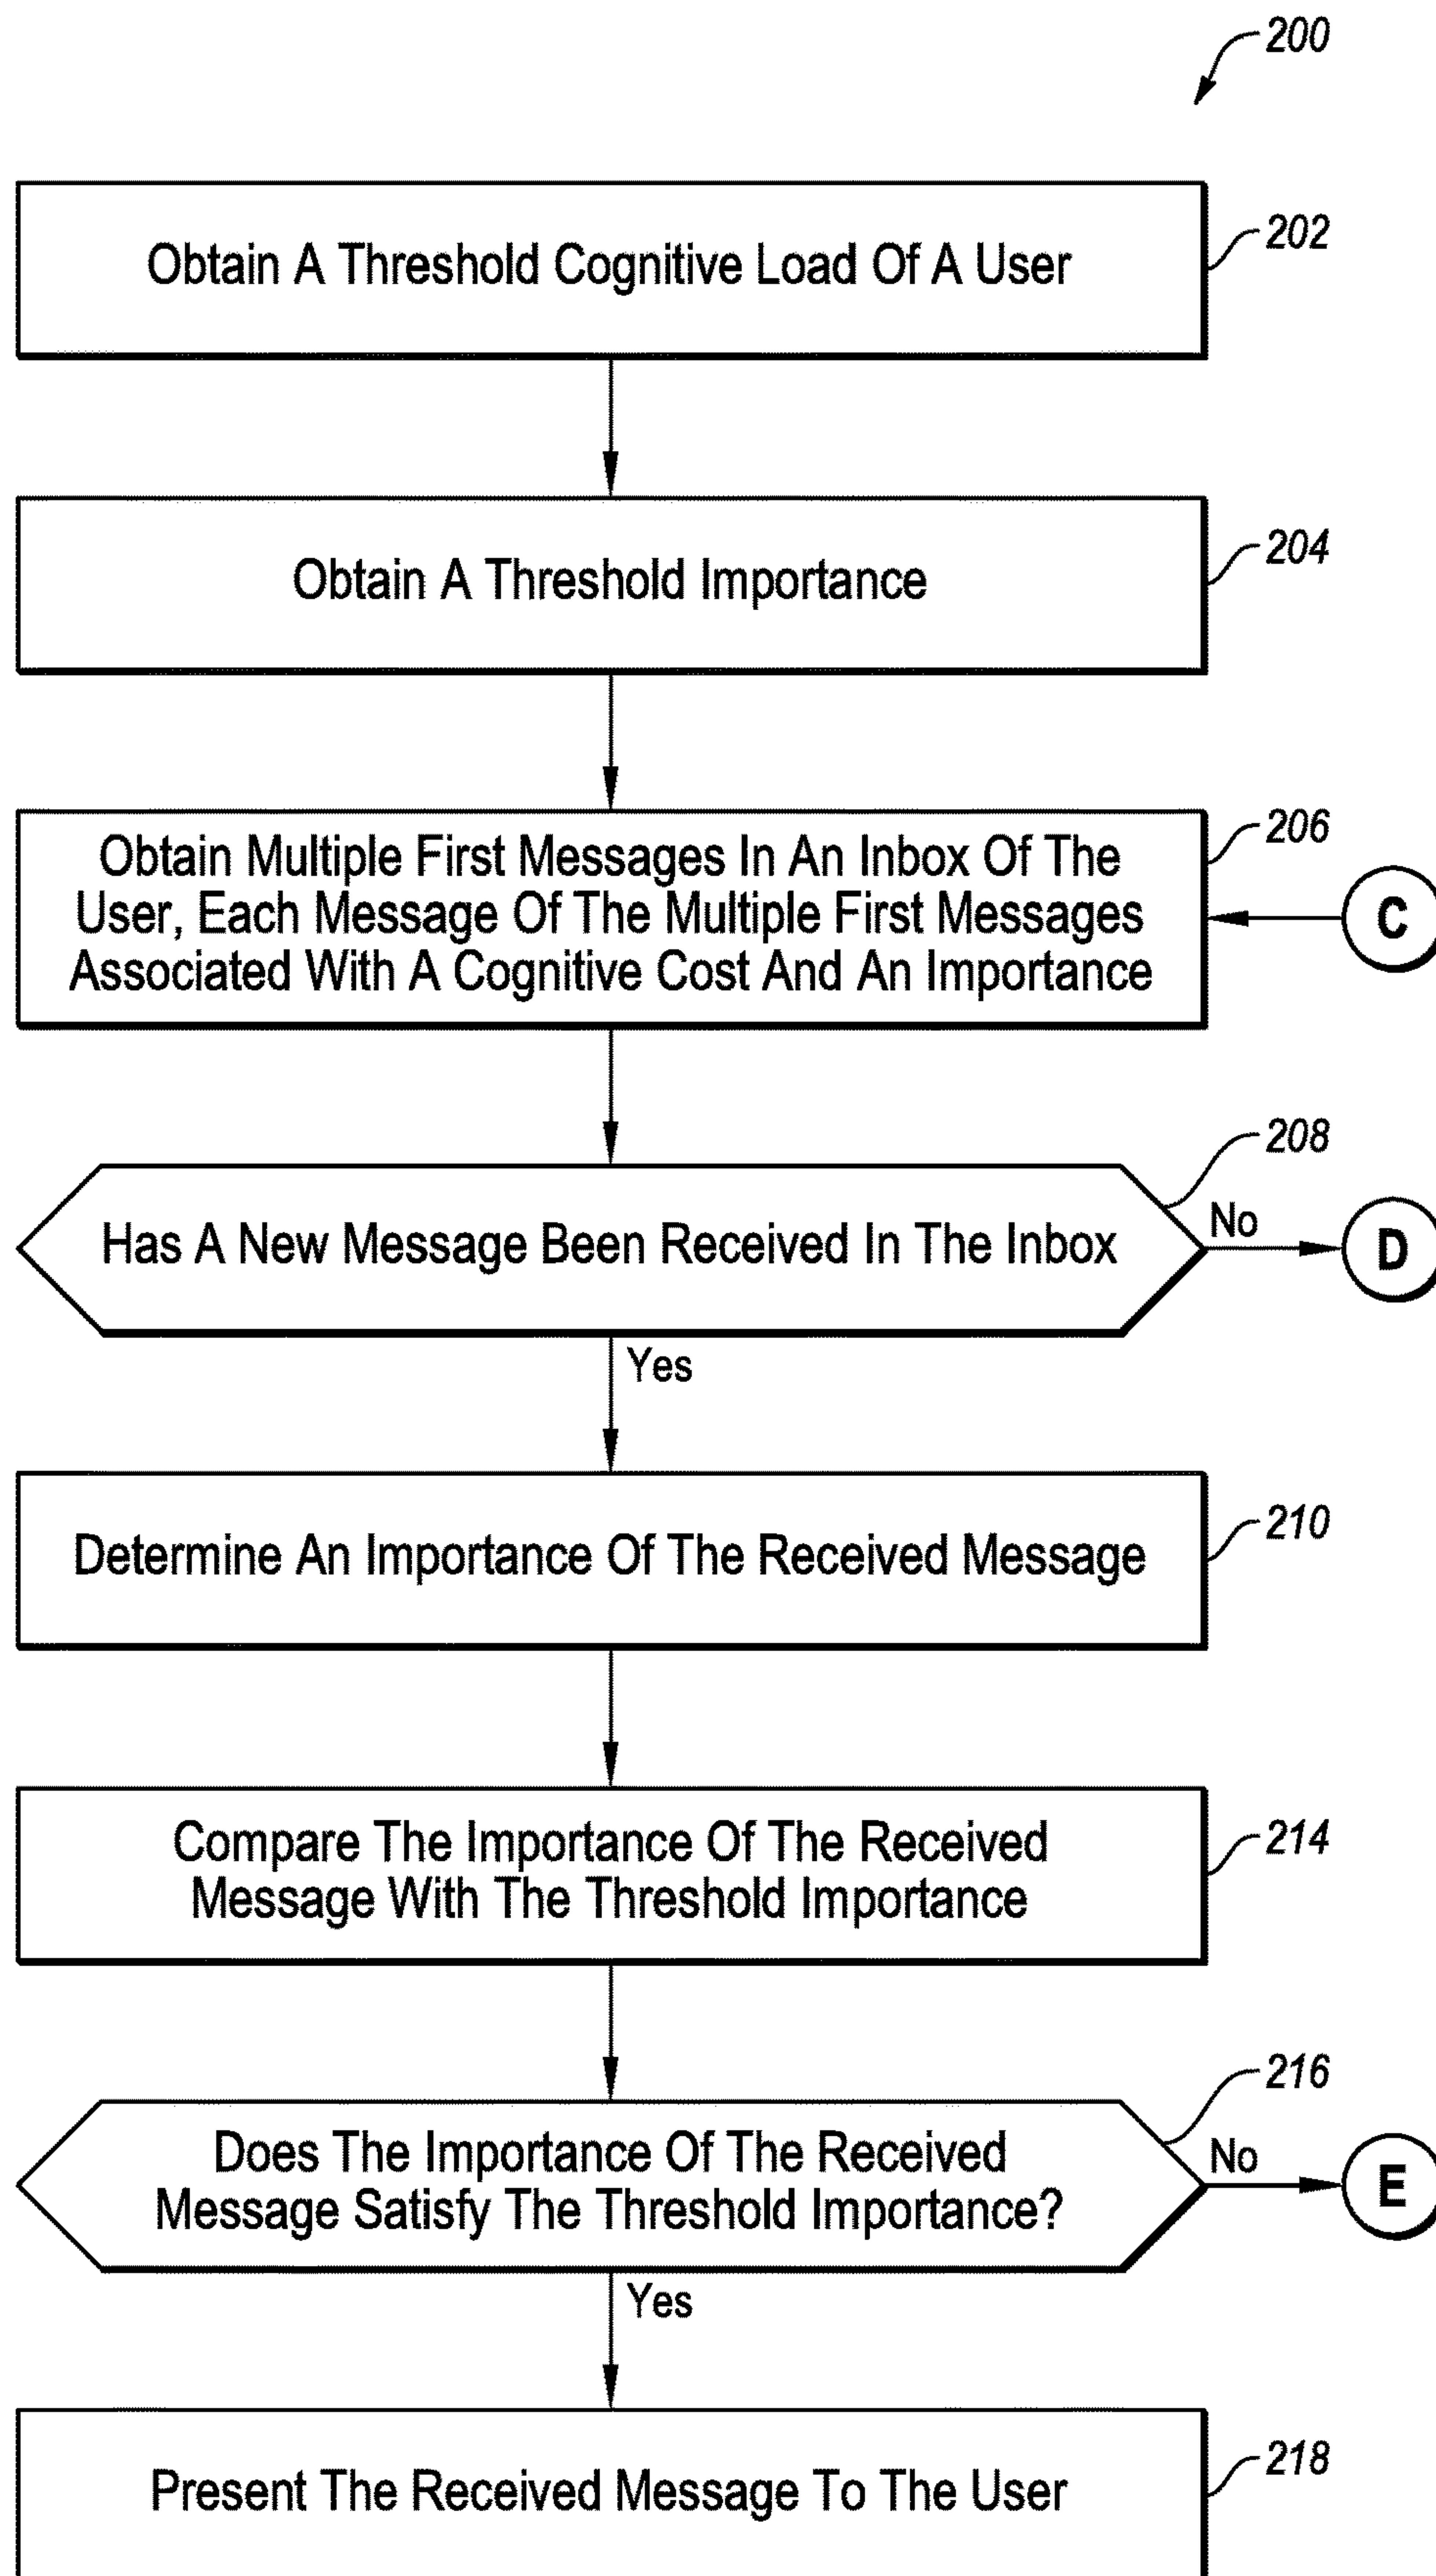 200
Obtain A Threshold Cognitive Load Of A User
202
Obtain A Threshold Importance
204
Obtain Multiple First Messages In An Inbox Of The
User, Each Message Of The Multiple First Messages
Associated With A Cognitive Cost And An Importance
206
C
Has A New Message Been Received In The Inbox
208
No
D
Yes
Determine An Importance Of The Received Message
210
Compare The Importance Of The Received
Message With The Threshold Importance
214
Does The Importance Of The Received
Message Satisfy The Threshold Importance?
216
No
E
Yes
Present The Received Message To The User
218